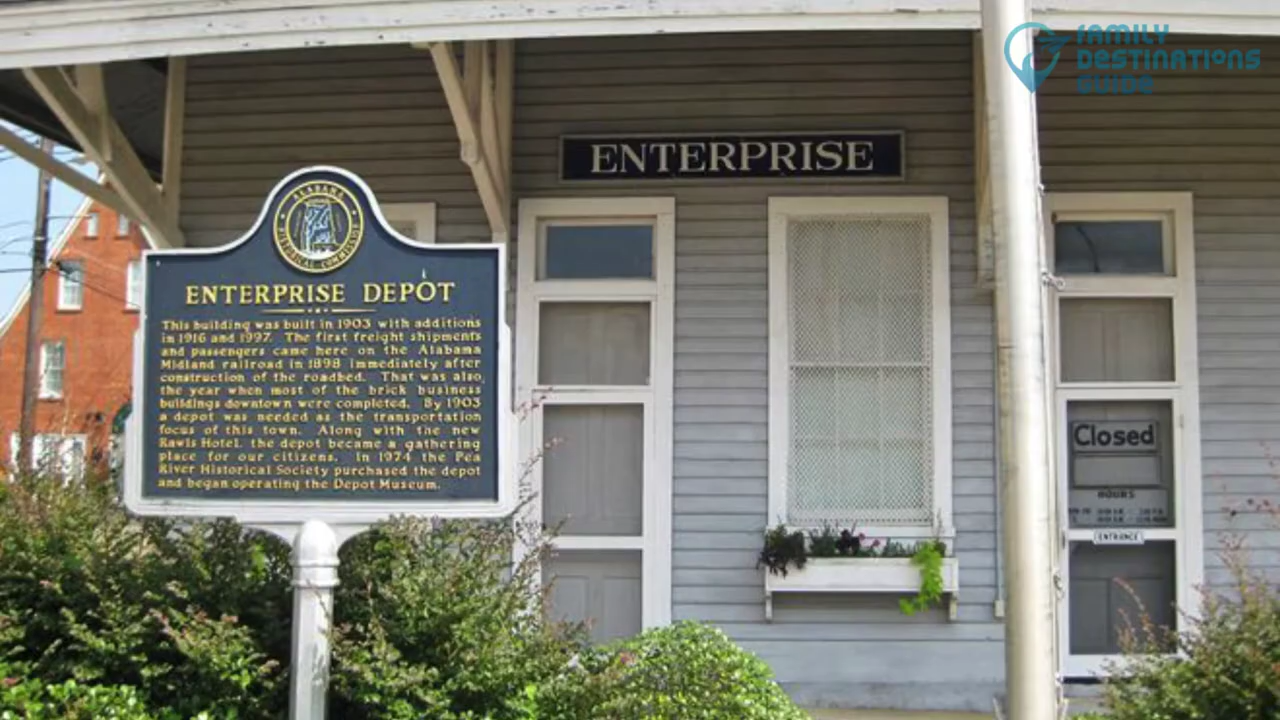 FAMILY
DESTINATIONS
GUIDE
ENTERPRISE
ALABAMA
HISTORICAL COMMISSION
ENTERPRISE DEPOT
This building was built in 1903 with additions
in 1916 and 1997. The first freight shipments
and passengers came here on the Alabama
Midland railroad in 1898 immediately after
construction of the roadbed. That was also,
the year when most of the brick business
buildings downtown were completed. By 1903
a depot was needed as the transportation
focus of this town. Along with the new
Rawls Hotel, the depot became a gathering
place for our citizens. In 1974 the Pea
River Historical Society purchased the depot
and began operating the Depot Museum.
Closed
HOURS
ENTRANCE